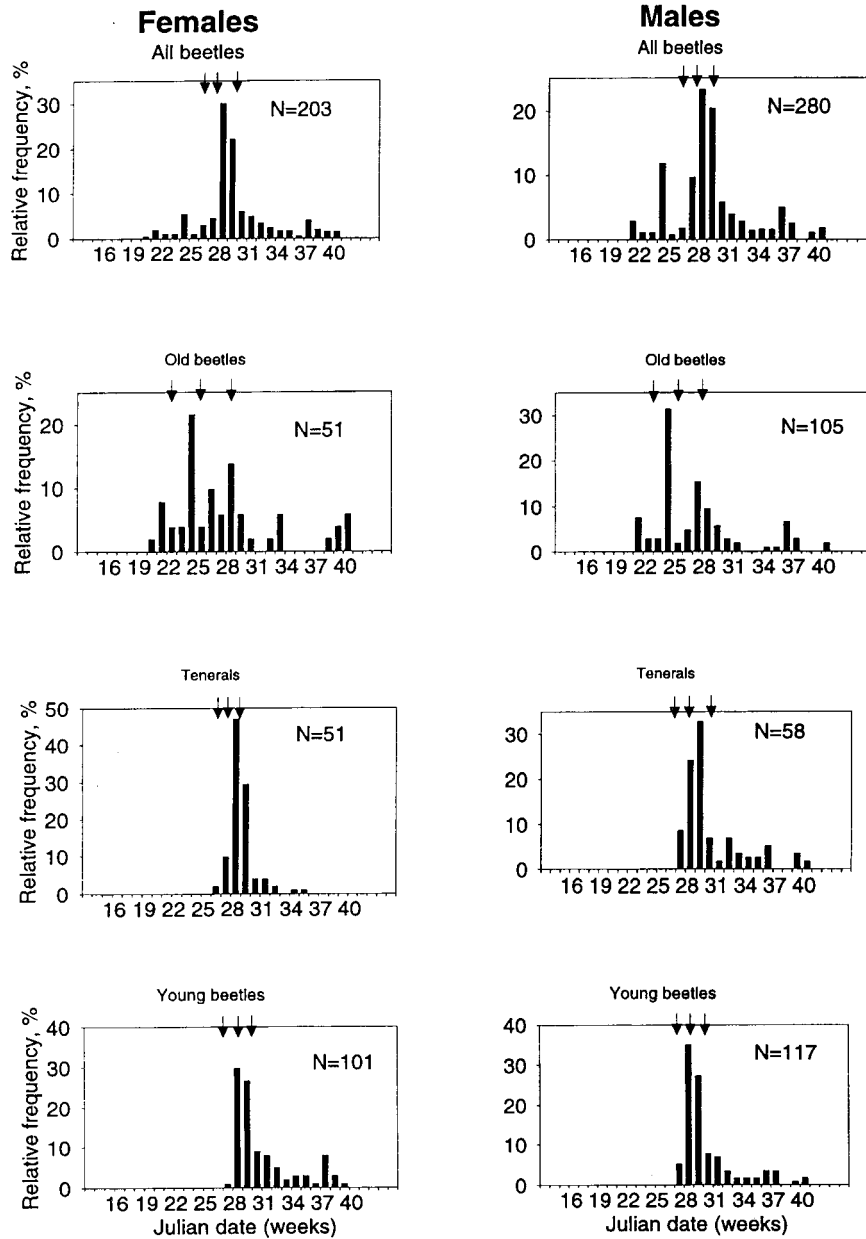 Females
All beetles
Relative frequency, %
30
20
10
0
N=203
16 19 22 25 28 31 34 37 40
Males
All beetles
20
10
0
N=280
16 19 22 25 28 31 34 37 40
Old beetles
Relative frequency, %
20
10
0
N=51
16 19 22 25 28 31 34 37 40
Old beetles
30
20
10
0
N=105
16 19 22 25 28 31 34 37 40
Tenerals
Relative frequency, %
50
40
30
20
10
0
N=51
16 19 22 25 28 31 34 37 40
Tenerals
30
20
10
0
N=58
16 19 22 25 28 31 34 37 40
Young beetles
Relative frequency, %
40
30
20
10
0
N=101
16 19 22 25 28 31 34 37 40
Julian date (weeks)
Young beetles
40
30
20
10
0
N=117
16 19 22 25 28 31 34 37 40
Julian date (weeks)